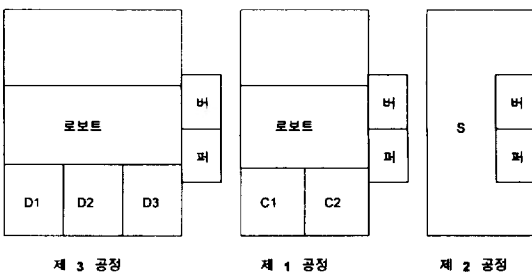 로보트
버
퍼
D1 D2 D3
제 3 공정
로보트
버
퍼
C1 C2
제 1 공정
S
버
퍼
제 2 공정